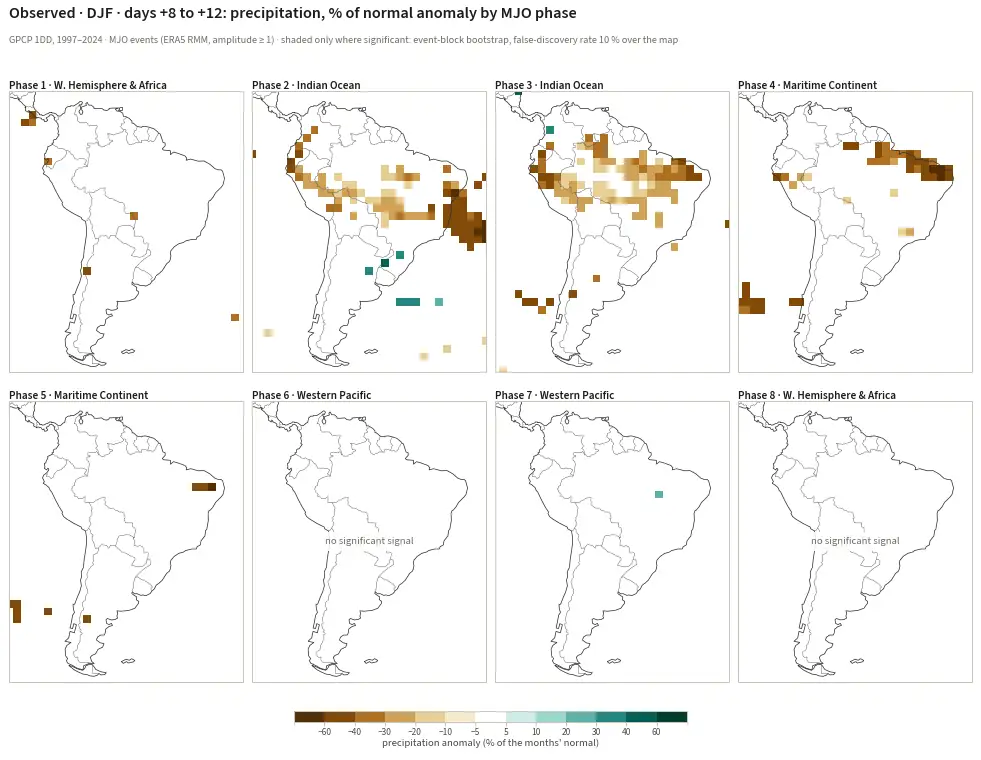 Observed · DJF · days +8 to +12: precipitation, % of normal anomaly by MJO phase
GPCP 1DD, 1997–2024 · MJO events (ERA5 RMM, amplitude ≥ 1) · shaded only where significant: event-block bootstrap, false-discovery rate 10 % over the map
Phase 1 · W. Hemisphere & Africa
Phase 2 · Indian Ocean
Phase 3 · Indian Ocean
Phase 4 · Maritime Continent
Phase 5 · Maritime Continent
Phase 6 · Western Pacific
Phase 7 · Western Pacific
Phase 8 · W. Hemisphere & Africa
no significant signal
no significant signal
−60 −40 −30 −20 −10 −5 5 10 20 30 40 60
precipitation anomaly (% of the months' normal)